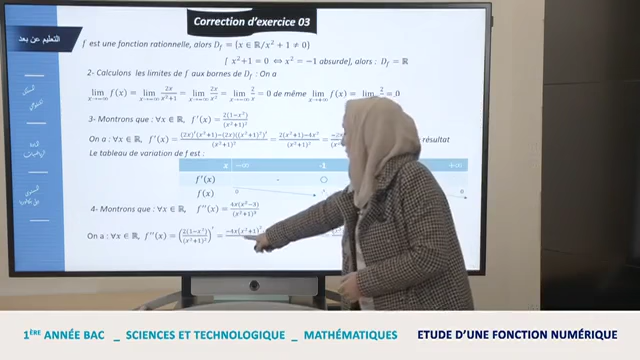 Correction d'exercice 03
التعليم عن بعد
f est une fonction rationnelle, alors D_f = {x ∈ ℝ/x² + 1 ≠ 0}
[ x²+1= 0 ⇔ x² = −1 absurde], alors : D_f = ℝ
2- Calculons les limites de f aux bornes de D_f : On a
lim x→−∞ f(x) = lim x→−∞ 2x/(x²+1) = lim x→−∞ 2x/x² = lim x→−∞ 2/x = 0 de même lim x→+∞ f(x) = lim 2/ = 0
3- Montrons que : ∀x ∈ ℝ, f'(x) = 2(1−x²)/(x²+1)²
On a : ∀x ∈ ℝ, f'(x) = ((2x)'(x²+1)−(2x)(x²+1)')/(x²+1)² = (2(x²+1)−4x²)/(x²+1)² = résultat
Le tableau de variation de f est :
x −∞ -1 +∞
f'(x) - O
f(x) 0 0
4- Montrons que : ∀x ∈ ℝ, f''(x) = 4x(x²−3)/(x²+1)³
On a : ∀x ∈ ℝ, f''(x) = (2(1−x²)/(x²+1)²)' = −4x(x²+1)²
1ÈRE ANNÉE BAC _ SCIENCES ET TECHNOLOGIQUE _ MATHÉMATIQUES ETUDE D'UNE FONCTION NUMÉRIQUE